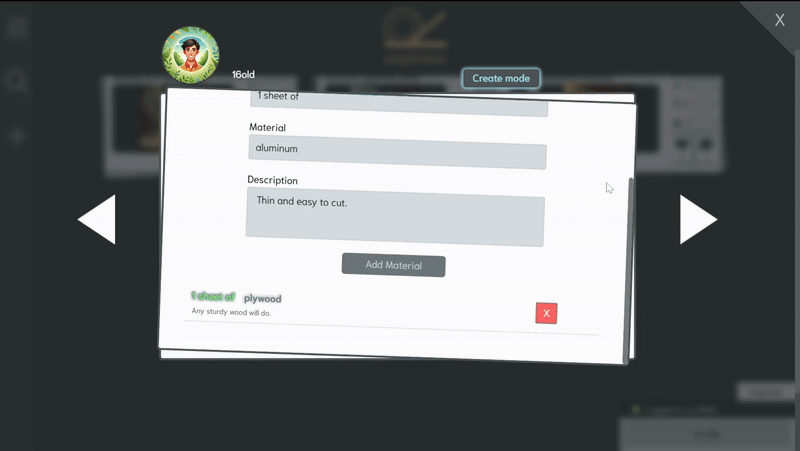 X
16old
Create mode
1 sheet of
Material
aluminum
Description
Thin and easy to cut.
Add Material
1 sheet of plywood
Any sturdy wood will do.
X